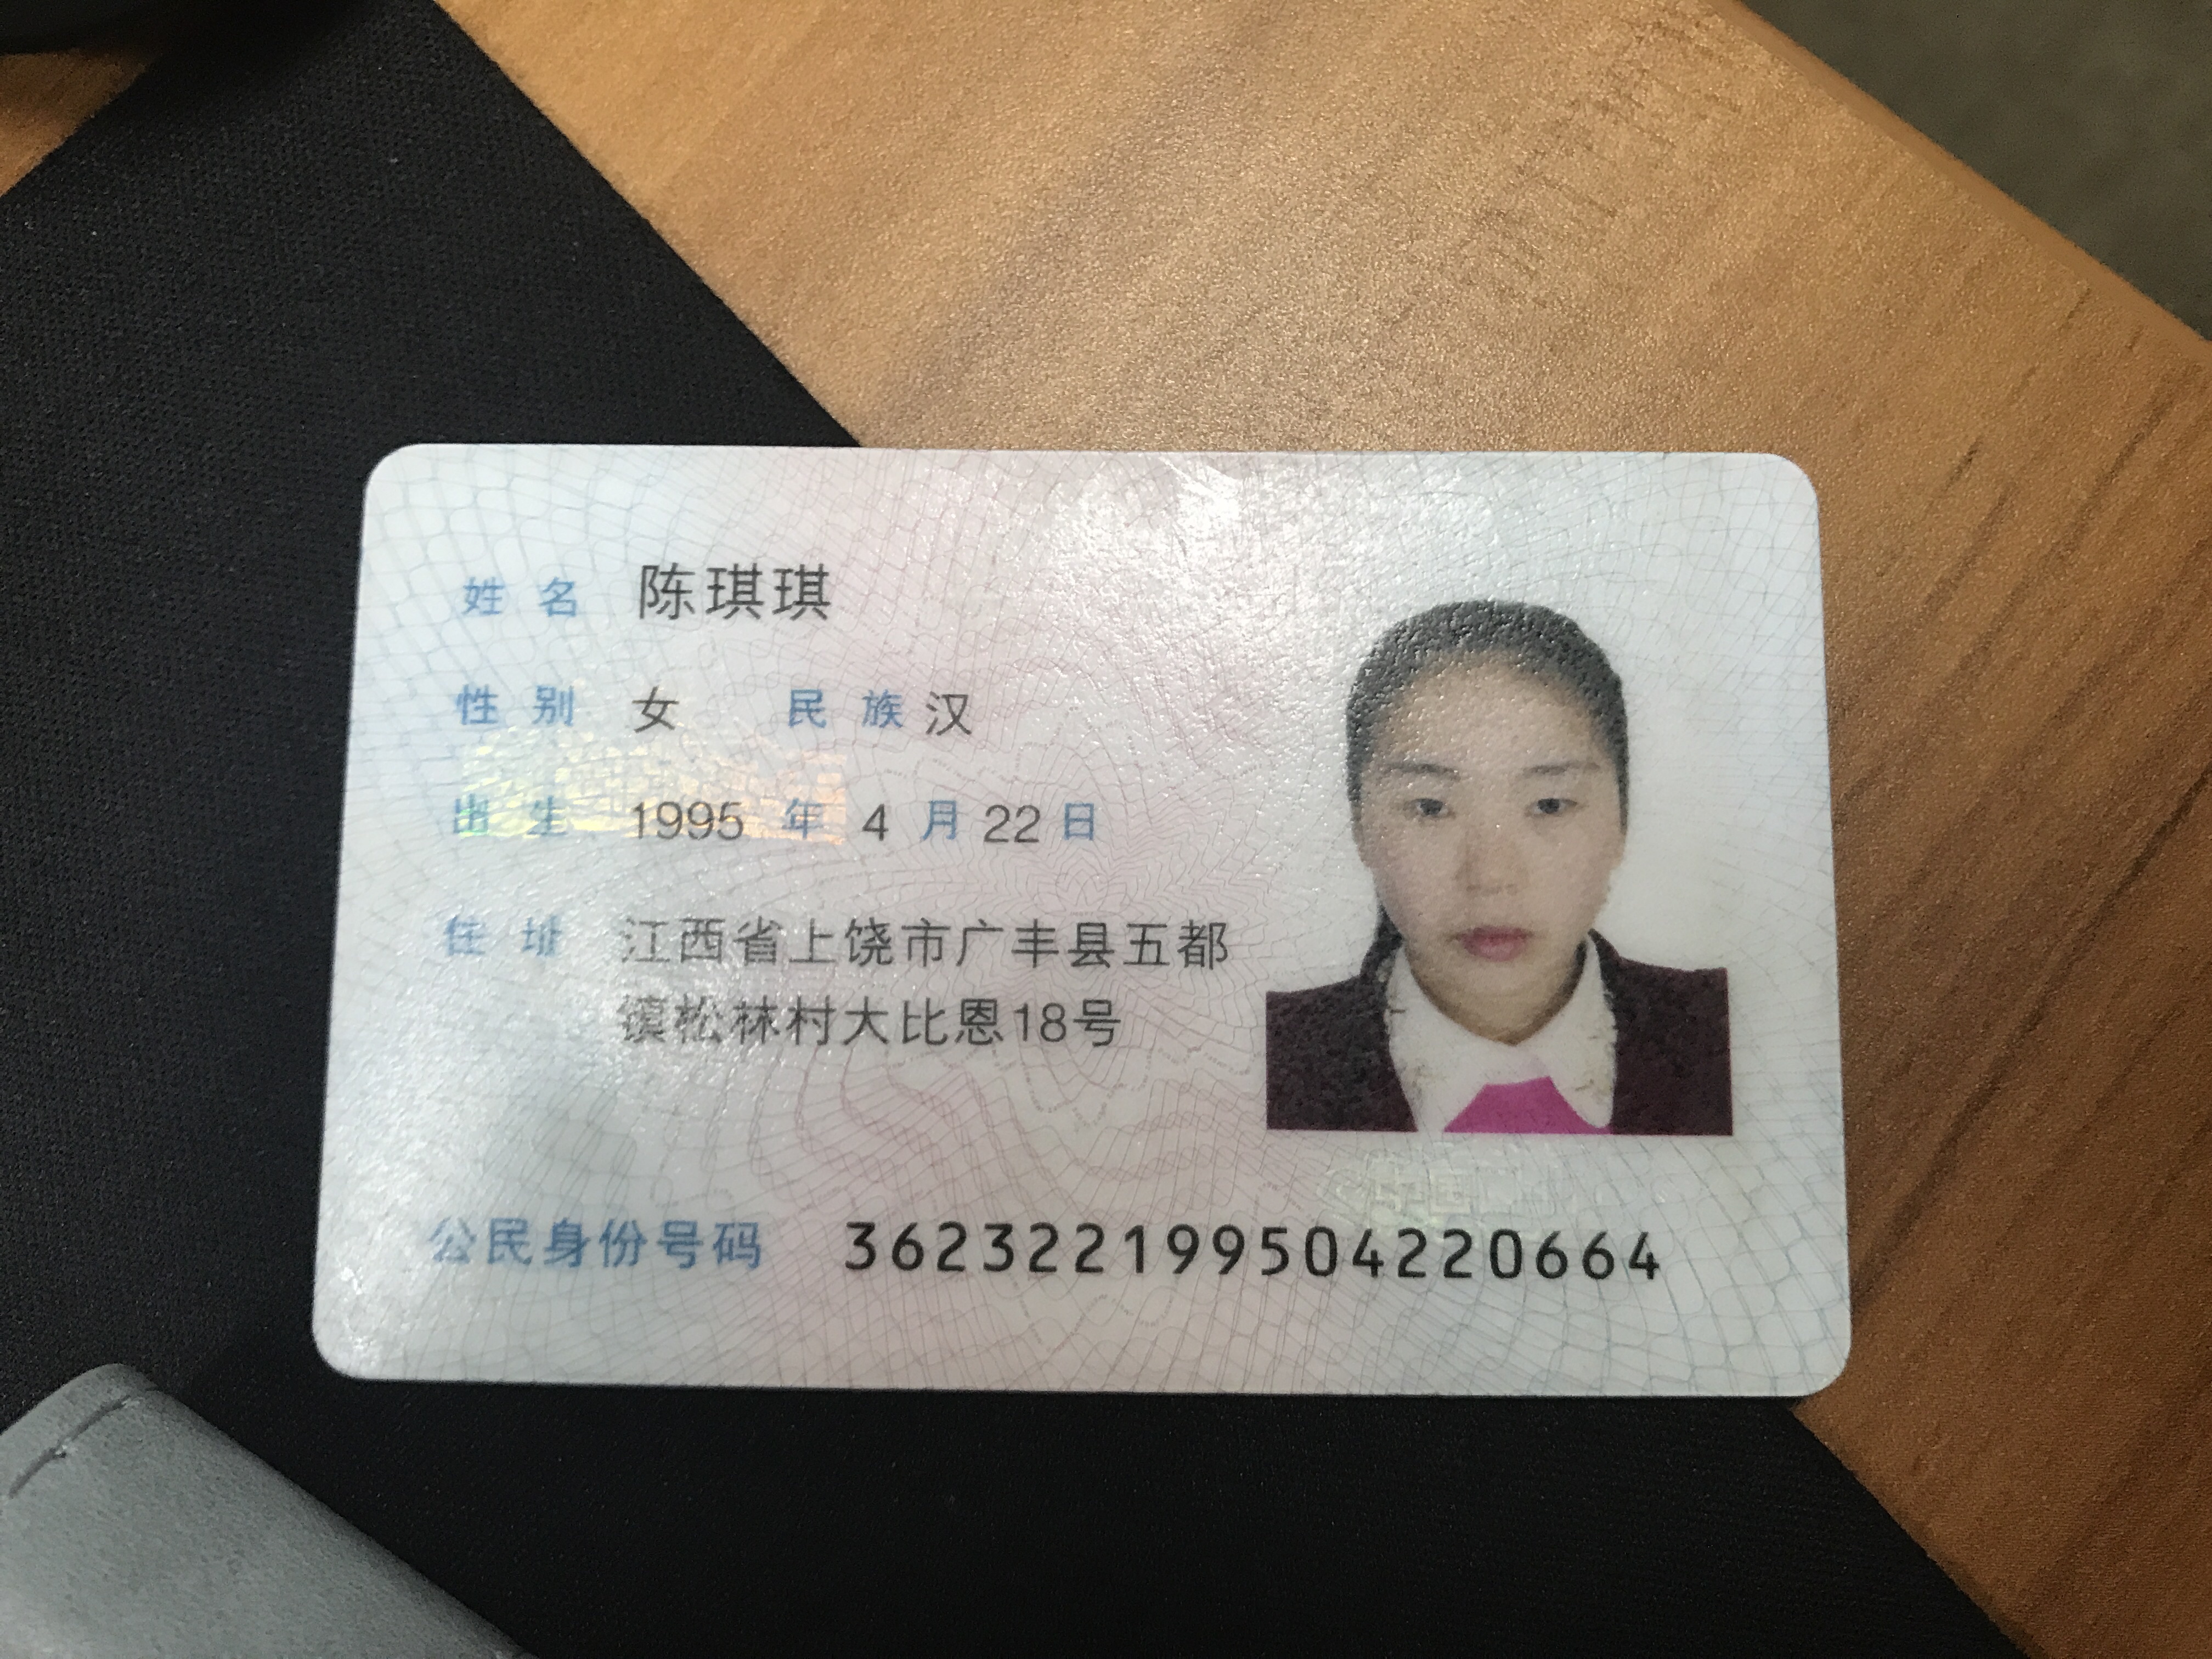 姓名 陈琪琪
性别 女 民族 汉
出生 1995 年 4 月 22 日
住址 江西省上饶市广丰县五都
镇松林村大比恩18号
公民身份号码 362322199504220664